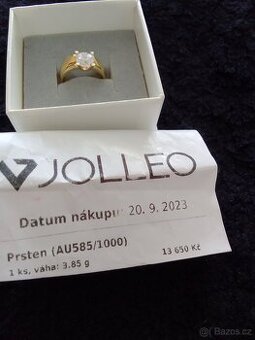 JOLLEO
Datum nákupu: 20. 9. 2023
Prsten (AU585/1000)
13 650 Kč
1 ks, váha: 3.85 g
Bazos.cz